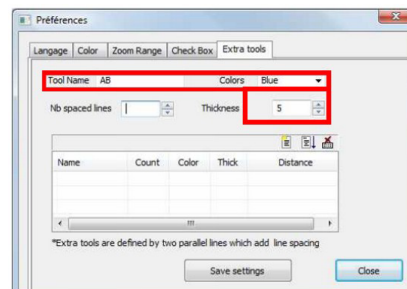 Préférences
Langage Color Zoom Range Check Box Extra tools
Tool Name AB Colors Blue
Nb spaced lines Thickness 5
Name Count Color Thick Distance
*Extra tools are defined by two parallel lines which add line spacing
Save settings Close